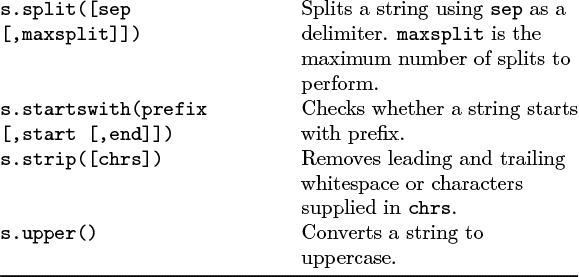 s.split([sep Splits a string using sep as a
[,maxsplit]]) delimiter. maxsplit is the
maximum number of splits to
perform.
s.startswith(prefix Checks whether a string starts
[,start [,end]]) with prefix.
s.strip([chrs]) Removes leading and trailing
whitespace or characters
supplied in chrs.
s.upper() Converts a string to
uppercase.